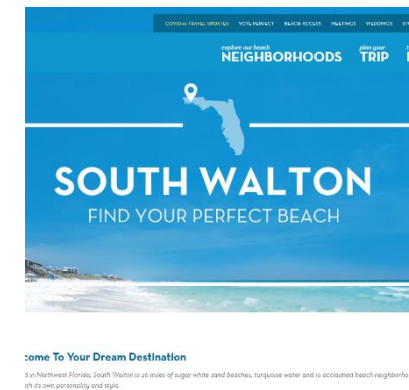 COVID-19 TRAVEL UPDATES VOTE PERFECT BEACH ACCESS MEETINGS WEDDINGS
explore our beach
NEIGHBORHOODS
plan your
TRIP
SOUTH WALTON
FIND YOUR PERFECT BEACH
come To Your Dream Destination
d in Northwest Florida, South Walton is 26 miles of sugar white sand beaches, turquoise water and 16 acclaimed beach neighborho
ith its own personality and style.